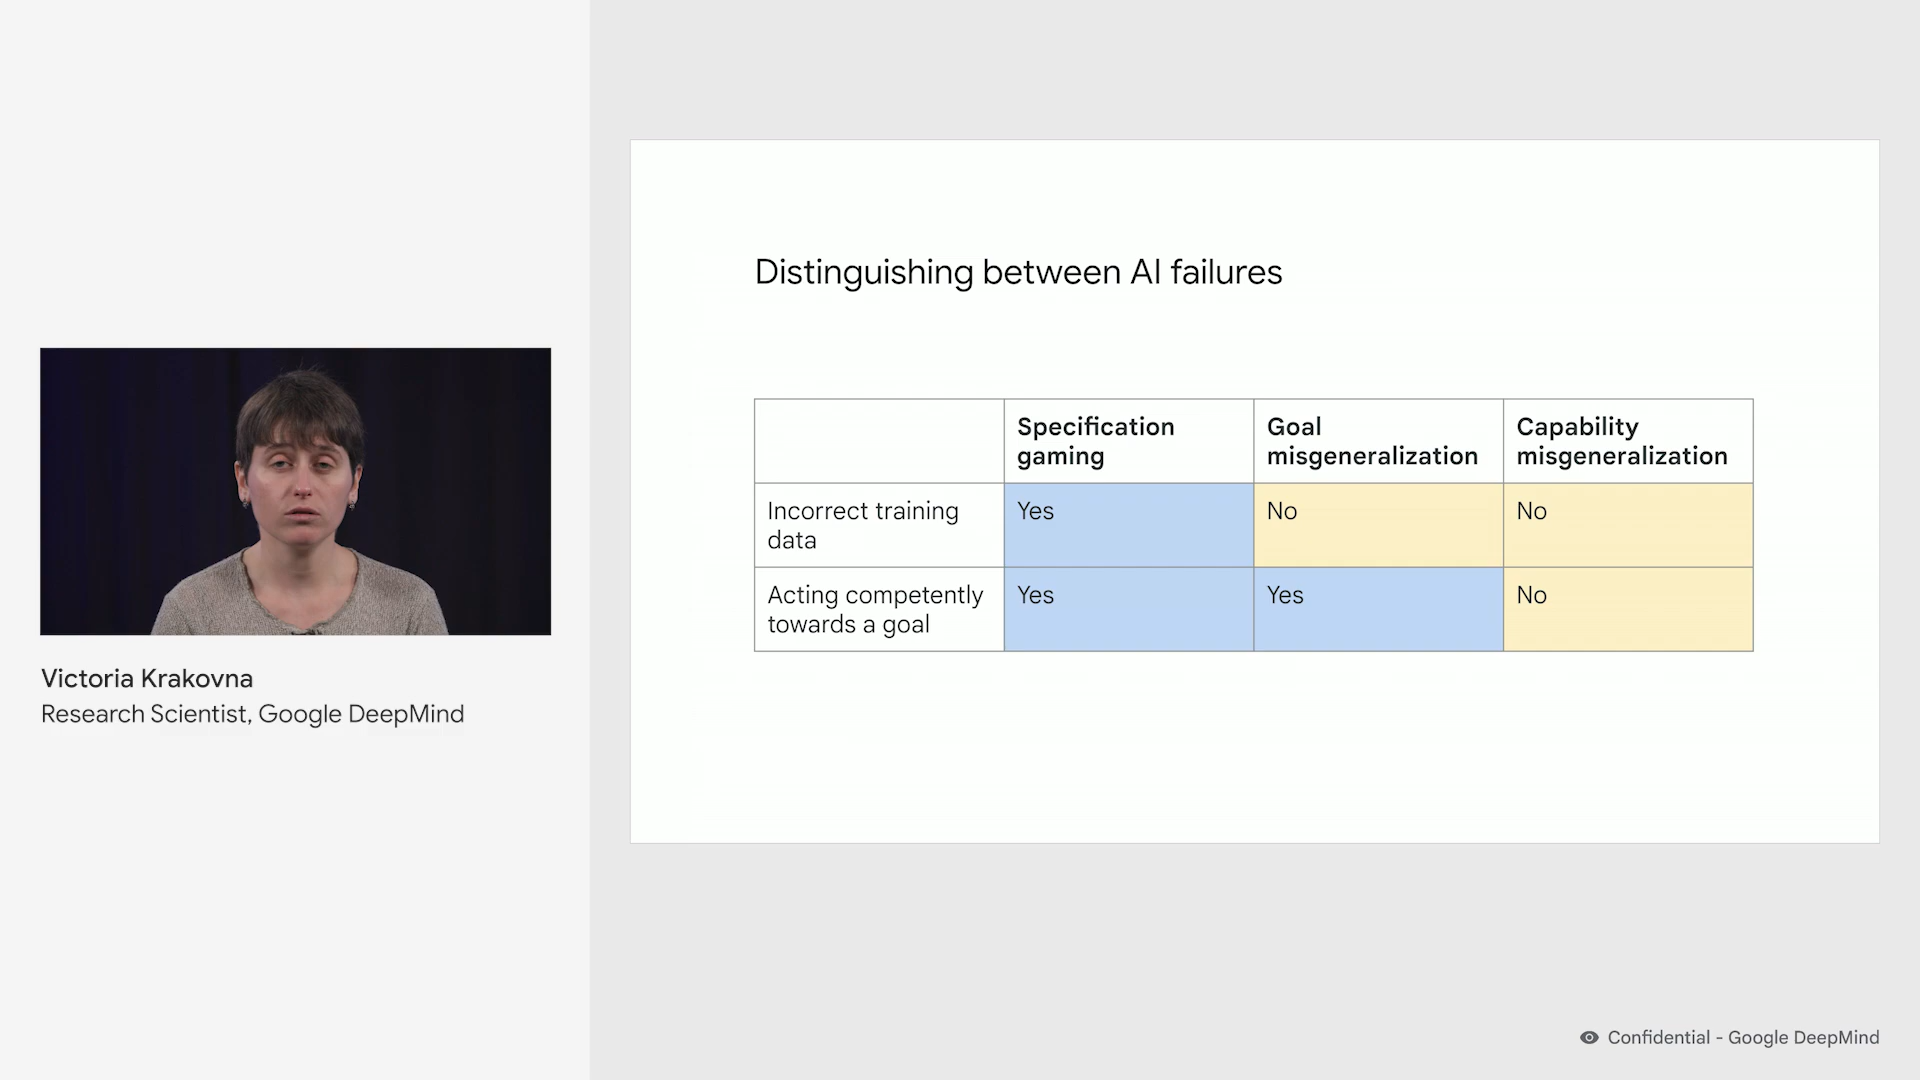 Victoria Krakovna
Research Scientist, Google DeepMind
Distinguishing between AI failures
Specification
gaming
Goal
misgeneralization
Capability
misgeneralization
Incorrect training
data
Yes
No
No
Acting competently
towards a goal
Yes
Yes
No
Confidential - Google DeepMind